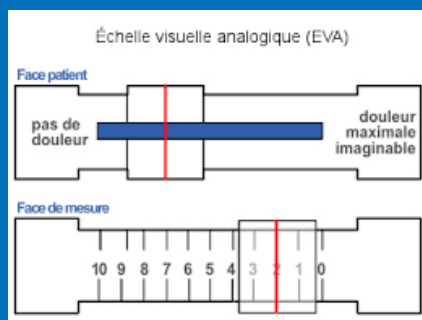 Échelle visuelle analogique (EVA)
Face patient
pas de
douleur
douleur
maximale
imaginable
Face de mesure
10 9 8 7 6 5 4 3 2 1 0